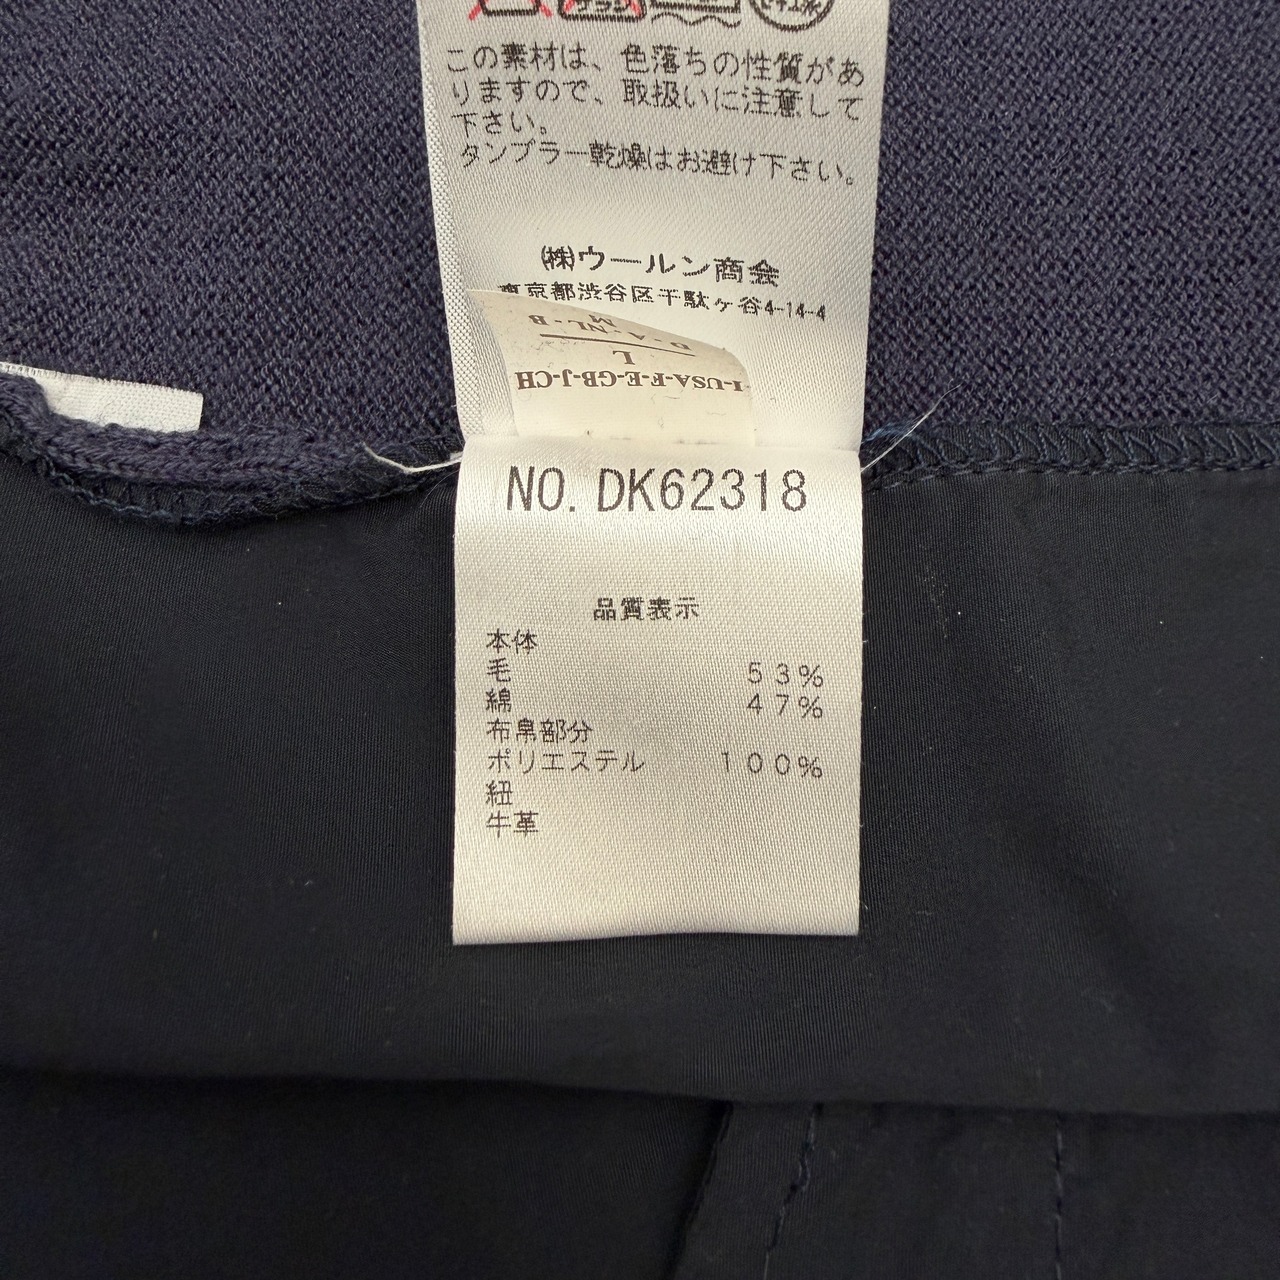 この素材は、色落ちの性質があ
りますので、取扱いに注意して
下さい。
タンブラー乾燥はお避け下さい。
㈱ウールン商会
東京都渋谷区千駄ヶ谷4-14-4
I-USA-F-E-GB-J-CH
L
D-A-NL-B
M
NO. DK62318
品質表示
本体
毛 53%
綿 47%
布帛部分
ポリエステル 100%
紐
牛革